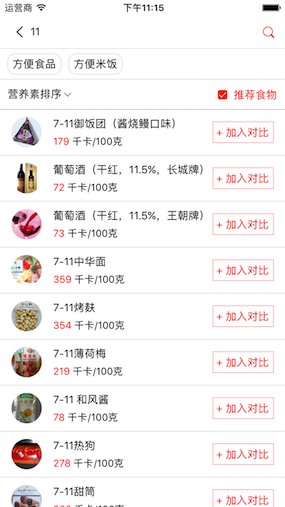 运营商 下午11:15
11
方便食品 方便米饭
营养素排序 推荐食物
7-11御饭团（酱烧鳗口味）
179 千卡/100克 + 加入对比
葡萄酒（干红，11.5%，长城牌）
72 千卡/100克 + 加入对比
葡萄酒（干红，11.5%，王朝牌）
73 千卡/100克 + 加入对比
7-11中华面
359 千卡/100克 + 加入对比
7-11烤麸
354 千卡/100克 + 加入对比
7-11薄荷梅
219 千卡/100克 + 加入对比
7-11 和风酱
78 千卡/100克 + 加入对比
7-11热狗
278 千卡/100克 + 加入对比
7-11甜筒
千卡/100克 + 加入对比